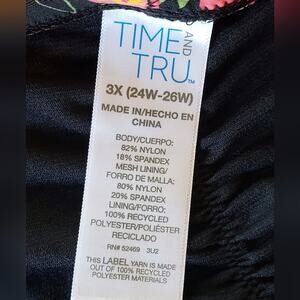 TIME
AND
TRU™
3X (24W-26W)
MADE IN/HECHO EN
CHINA
BODY/CUERPO:
82% NYLON
18% SPANDEX
MESH LINING/
FORRO DE MALLA:
80% NYLON
20% SPANDEX
LINING/FORRO:
100% RECYCLED
POLYESTER/POLIÉSTER
RECICLADO
RN# 52469 3U2
THIS LABEL YARN IS MADE
OUT OF 100% RECYCLED
POLYESTER MATERIALS